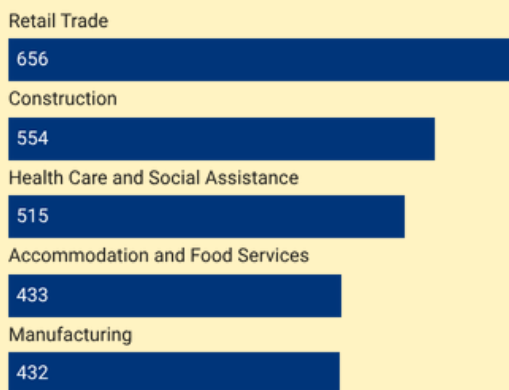 Retail Trade
656
Construction
554
Health Care and Social Assistance
515
Accommodation and Food Services
433
Manufacturing
432